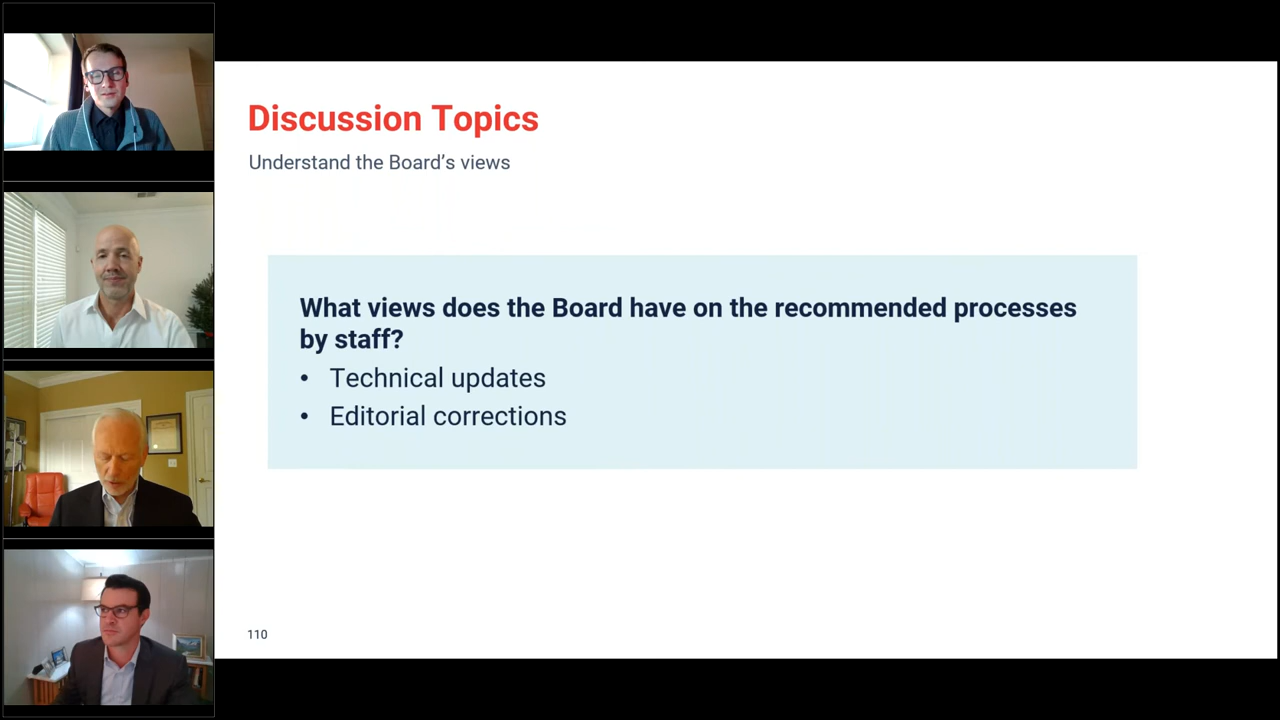 Discussion Topics
Understand the Board’s views
What views does the Board have on the recommended processes
by staff?
• Technical updates
• Editorial corrections
110